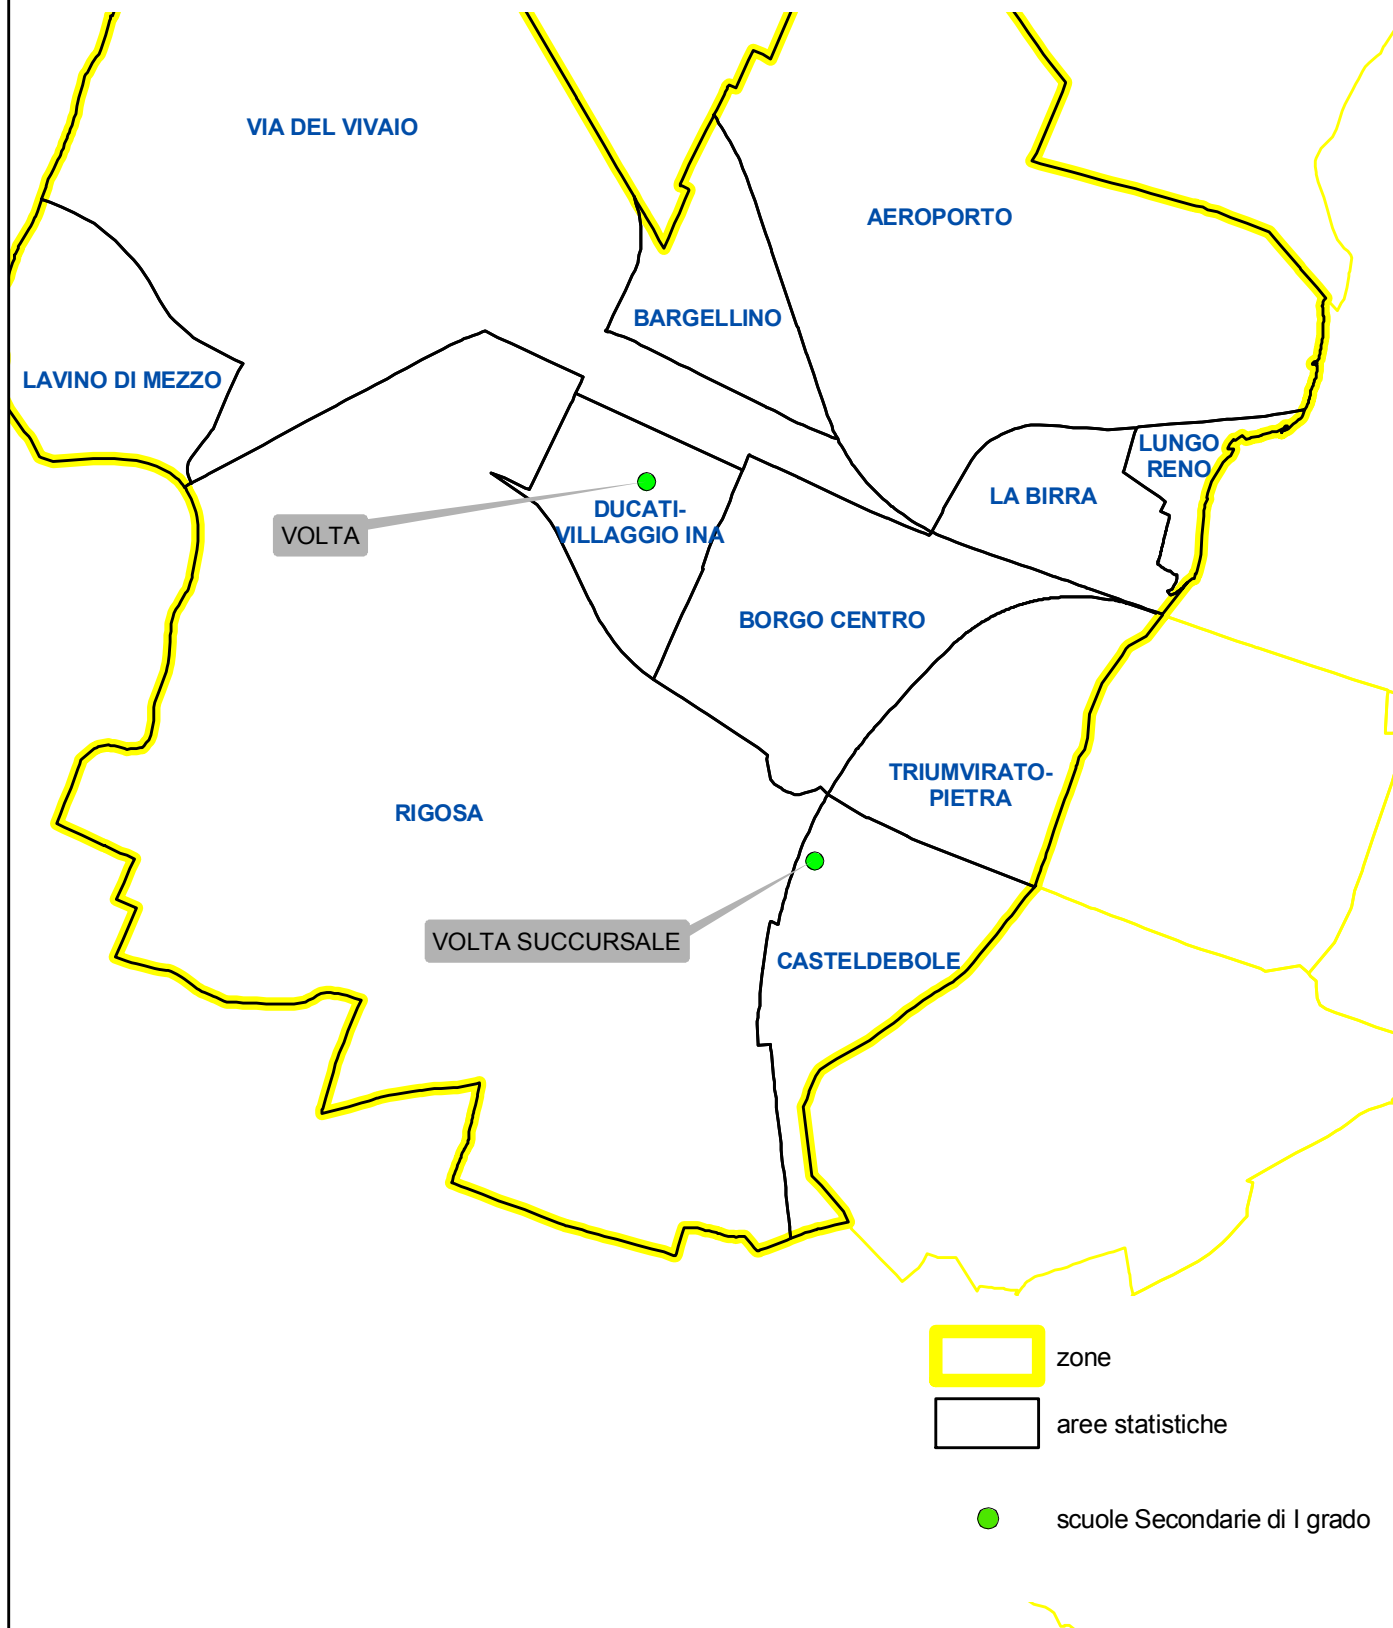 VIA DEL VIVAIO
AEROPORTO
BARGELLINO
LAVINO DI MEZZO
LUNGO
RENO
LA BIRRA
DUCATI-
VILLAGGIO INA
VOLTA
BORGO CENTRO
TRIUMVIRATO-
PIETRA
RIGOSA
VOLTA SUCCURSALE
CASTELDEBOLE
zone
aree statistiche
scuole Secondarie di I grado